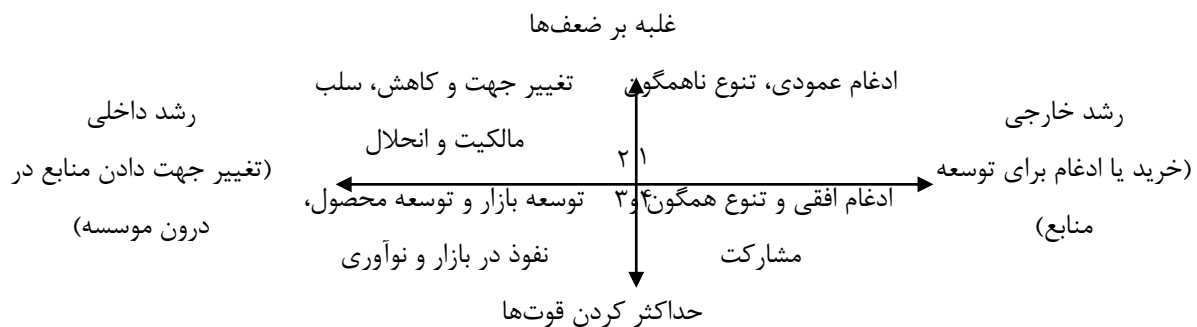 غلبه بر ضعف‌ها
ادغام عمودی، تنوع ناهمگون
تغییر جهت و کاهش، سلب
مالکیت و انحلال
رشد خارجی
(خرید یا ادغام برای توسعه
منابع)
رشد داخلی
(تغییر جهت دادن منابع در
درون موسسه)
۱
۲
۳
۴
ادغام افقی و تنوع همگون و
مشارکت
توسعه بازار و توسعه محصول،
نفوذ در بازار و نوآوری
حداکثر کردن قوت‌ها